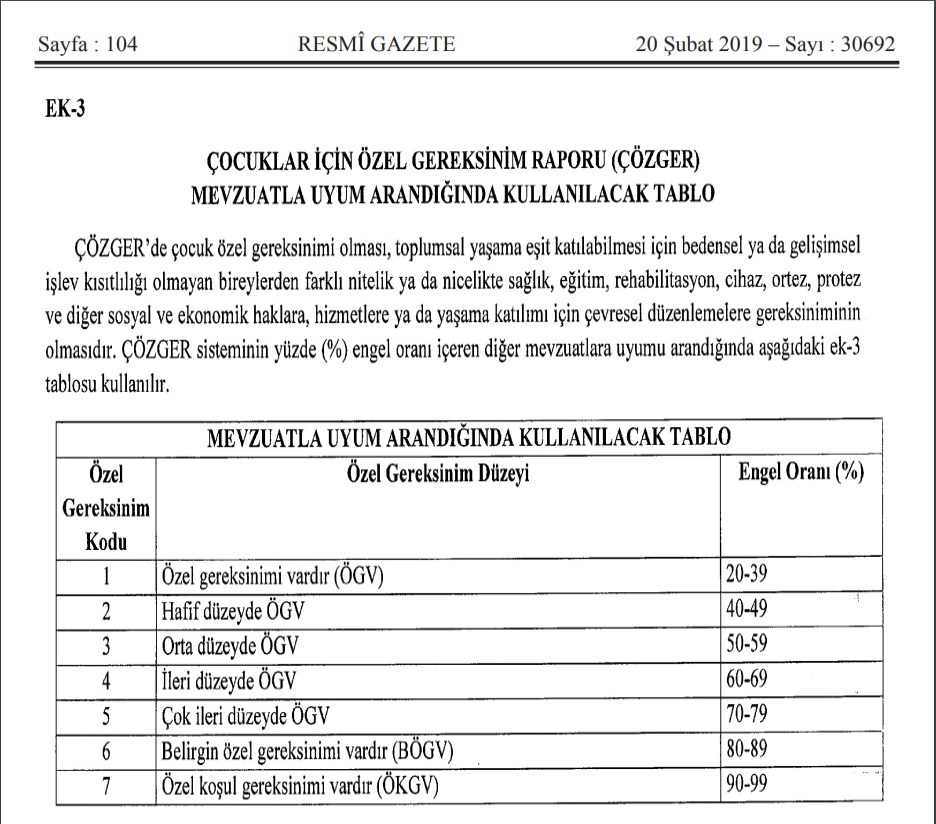 Sayfa : 104 RESMÎ GAZETE 20 Şubat 2019 – Sayı : 30692
EK-3
ÇOCUKLAR İÇİN ÖZEL GEREKSİNİM RAPORU (ÇÖZGER)
MEVZUATLA UYUM ARANDIĞINDA KULLANILACAK TABLO
ÇÖZGER’de çocuk özel gereksinimi olması, toplumsal yaşama eşit katılabilmesi için bedensel ya da gelişimsel
işlev kısıtlılığı olmayan bireylerden farklı nitelik ya da nicelikte sağlık, eğitim, rehabilitasyon, cihaz, ortez, protez
ve diğer sosyal ve ekonomik haklara, hizmetlere ya da yaşama katılımı için çevresel düzenlemelere gereksiniminin
olmasıdır. ÇÖZGER sisteminin yüzde (%) engel oranı içeren diğer mevzuatlara uyumu arandığında aşağıdaki ek-3
tablosu kullanılır.
MEVZUATLA UYUM ARANDIĞINDA KULLANILACAK TABLO
Özel Gereksinim Kodu Özel Gereksinim Düzeyi Engel Oranı (%)
1 Özel gereksinimi vardır (ÖGV) 20-39
2 Hafif düzeyde ÖGV 40-49
3 Orta düzeyde ÖGV 50-59
4 İleri düzeyde ÖGV 60-69
5 Çok ileri düzeyde ÖGV 70-79
6 Belirgin özel gereksinimi vardır (BÖGV) 80-89
7 Özel koşul gereksinimi vardır (ÖKGV) 90-99